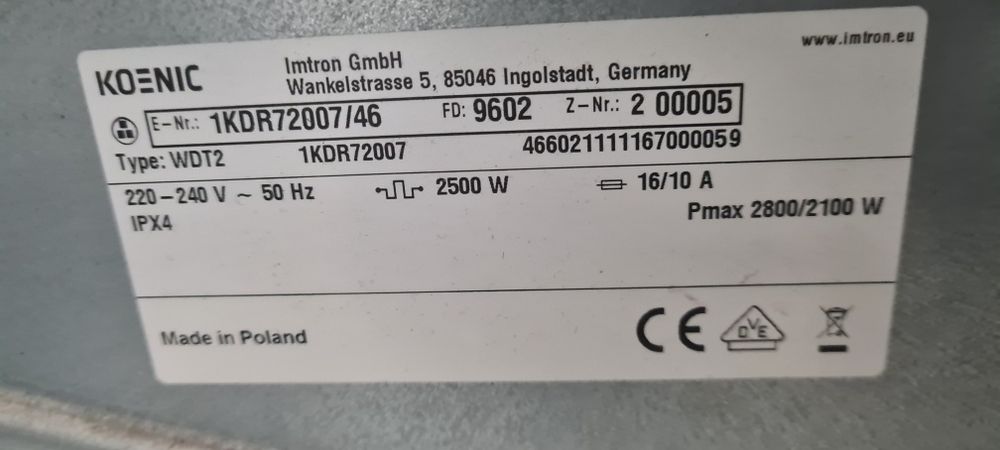 KOENIC
Imtron GmbH
Wankelstrasse 5, 85046 Ingolstadt, Germany
www.imtron.eu
E-Nr.: 1KDR72007/46 FD: 9602 Z-Nr.: 2 00005
Type: WDT2 1KDR72007 466021111167000059
220-240 V ~ 50 Hz 2500 W 16/10 A
IPX4 Pmax 2800/2100 W
Made in Poland
CE DVE